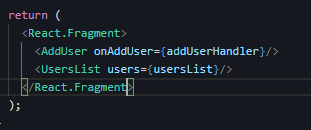 return (
<React.Fragment>
<AddUser onAddUser={addUserHandler}/>
<UsersList users={usersList}/>
</React.Fragment>
);